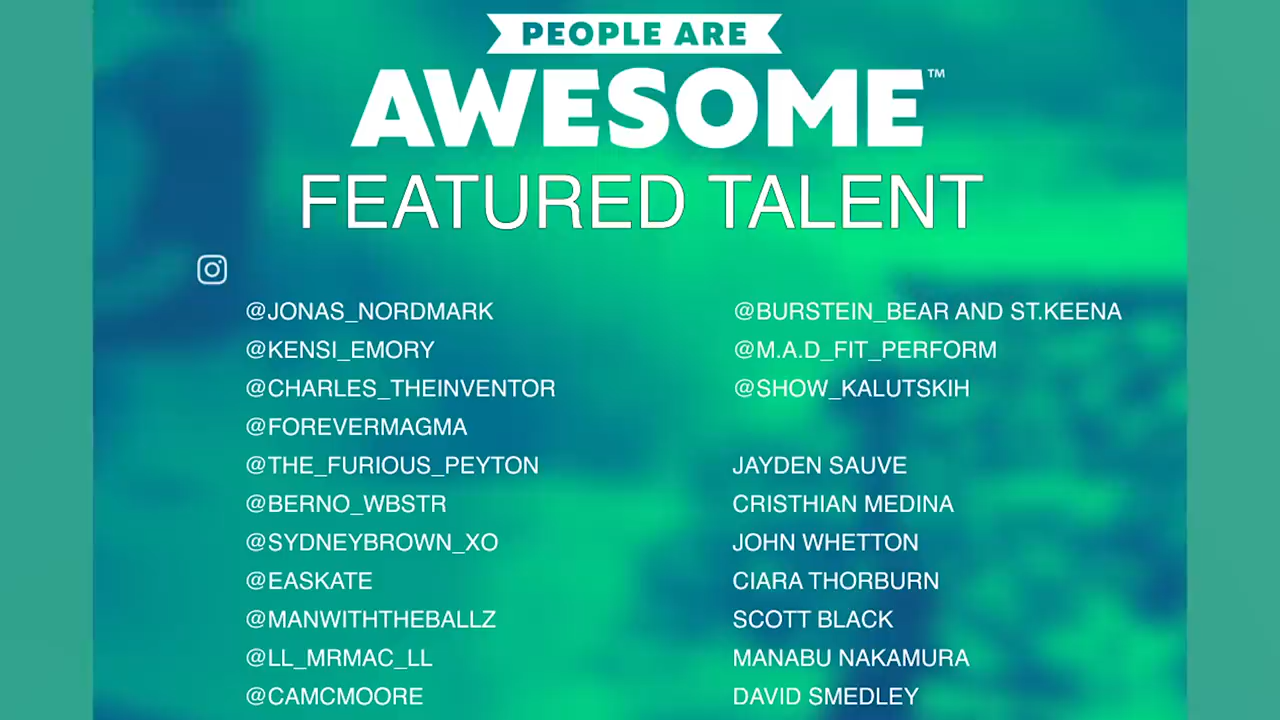 PEOPLE ARE
AWESOME™
FEATURED TALENT
@JONAS_NORDMARK
@KENSI_EMORY
@CHARLES_THEINVENTOR
@FOREVERMAGMA
@THE_FURIOUS_PEYTON
@BERNO_WBSTR
@SYDNEYBROWN_XO
@EASKATE
@MANWITHTHEBALLZ
@LL_MRMAC_LL
@CAMCMOORE
@BURSTEIN_BEAR AND ST.KEENA
@M.A.D_FIT_PERFORM
@SHOW_KALUTSKIH
JAYDEN SAUVE
CRISTHIAN MEDINA
JOHN WHETTON
CIARA THORBURN
SCOTT BLACK
MANABU NAKAMURA
DAVID SMEDLEY